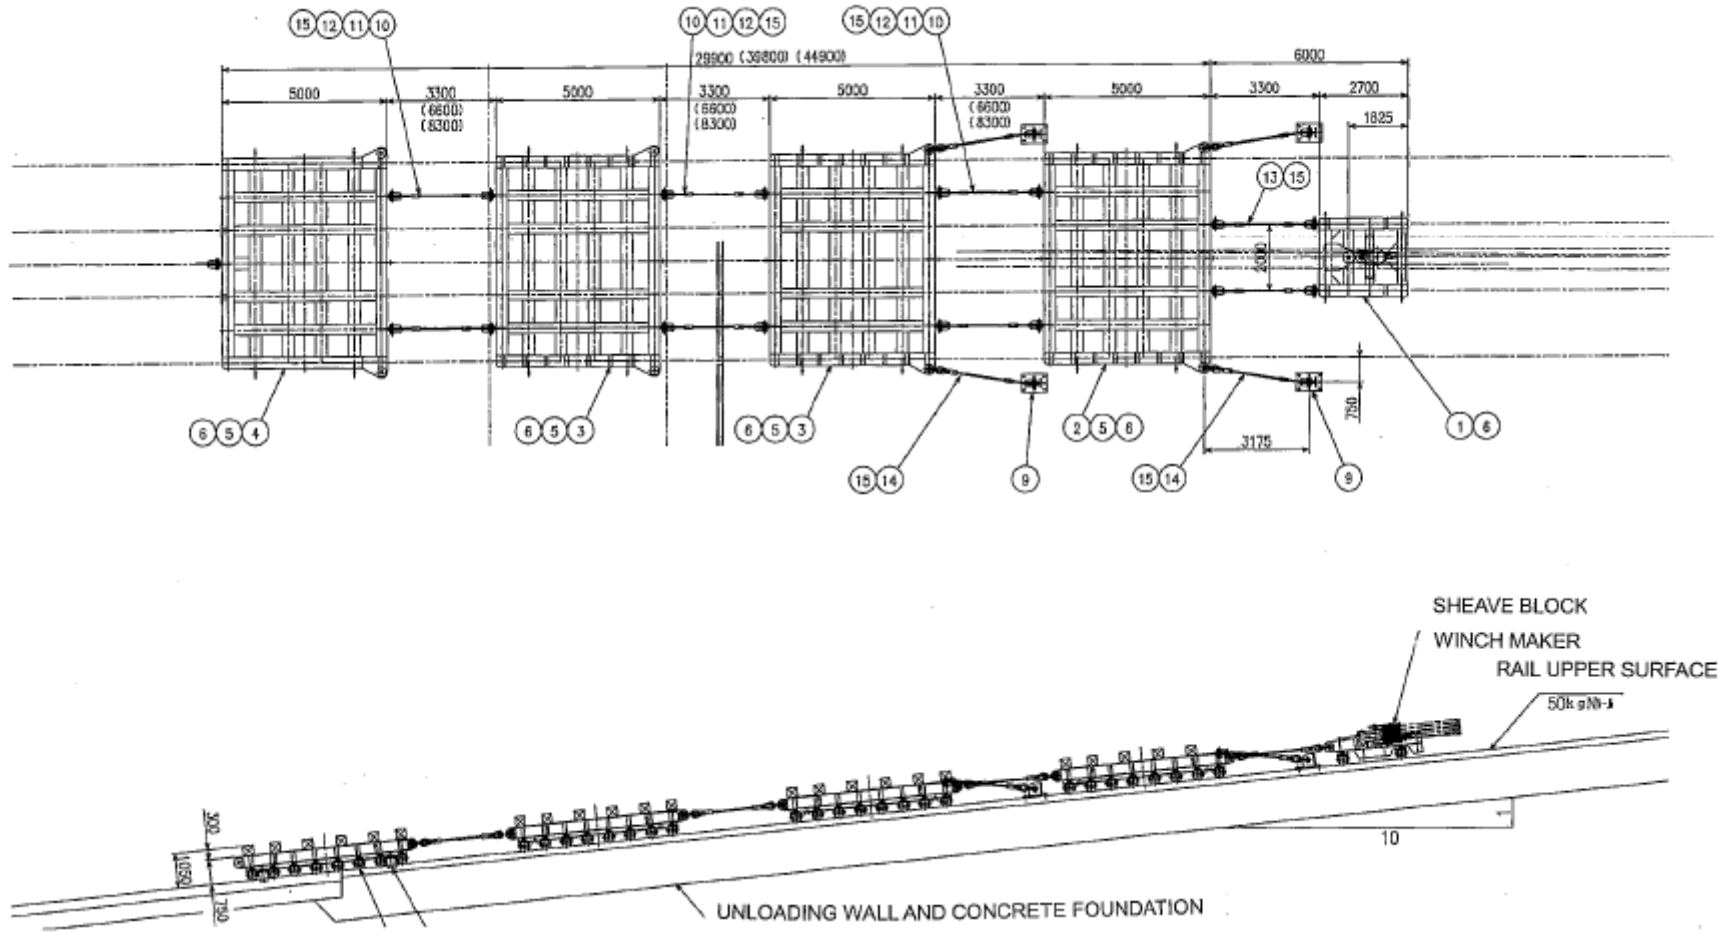 15 12 11 10
10 11 12 15
15 12 11 10
29900 (39800) (44900)
6000
5000
3300
5000
3300
5000
3300
5000
3300
2700
(6600)
(6600)
(6600)
1825
(8300)
(8300)
(8300)
13 15
2000
750
6 5 4
6 5 3
6 5 3
2 5 6
1 6
3175
15 14
9
15 14
9
SHEAVE BLOCK
WINCH MAKER
RAIL UPPER SURFACE
300
1050
750
1
10
UNLOADING WALL AND CONCRETE FOUNDATION